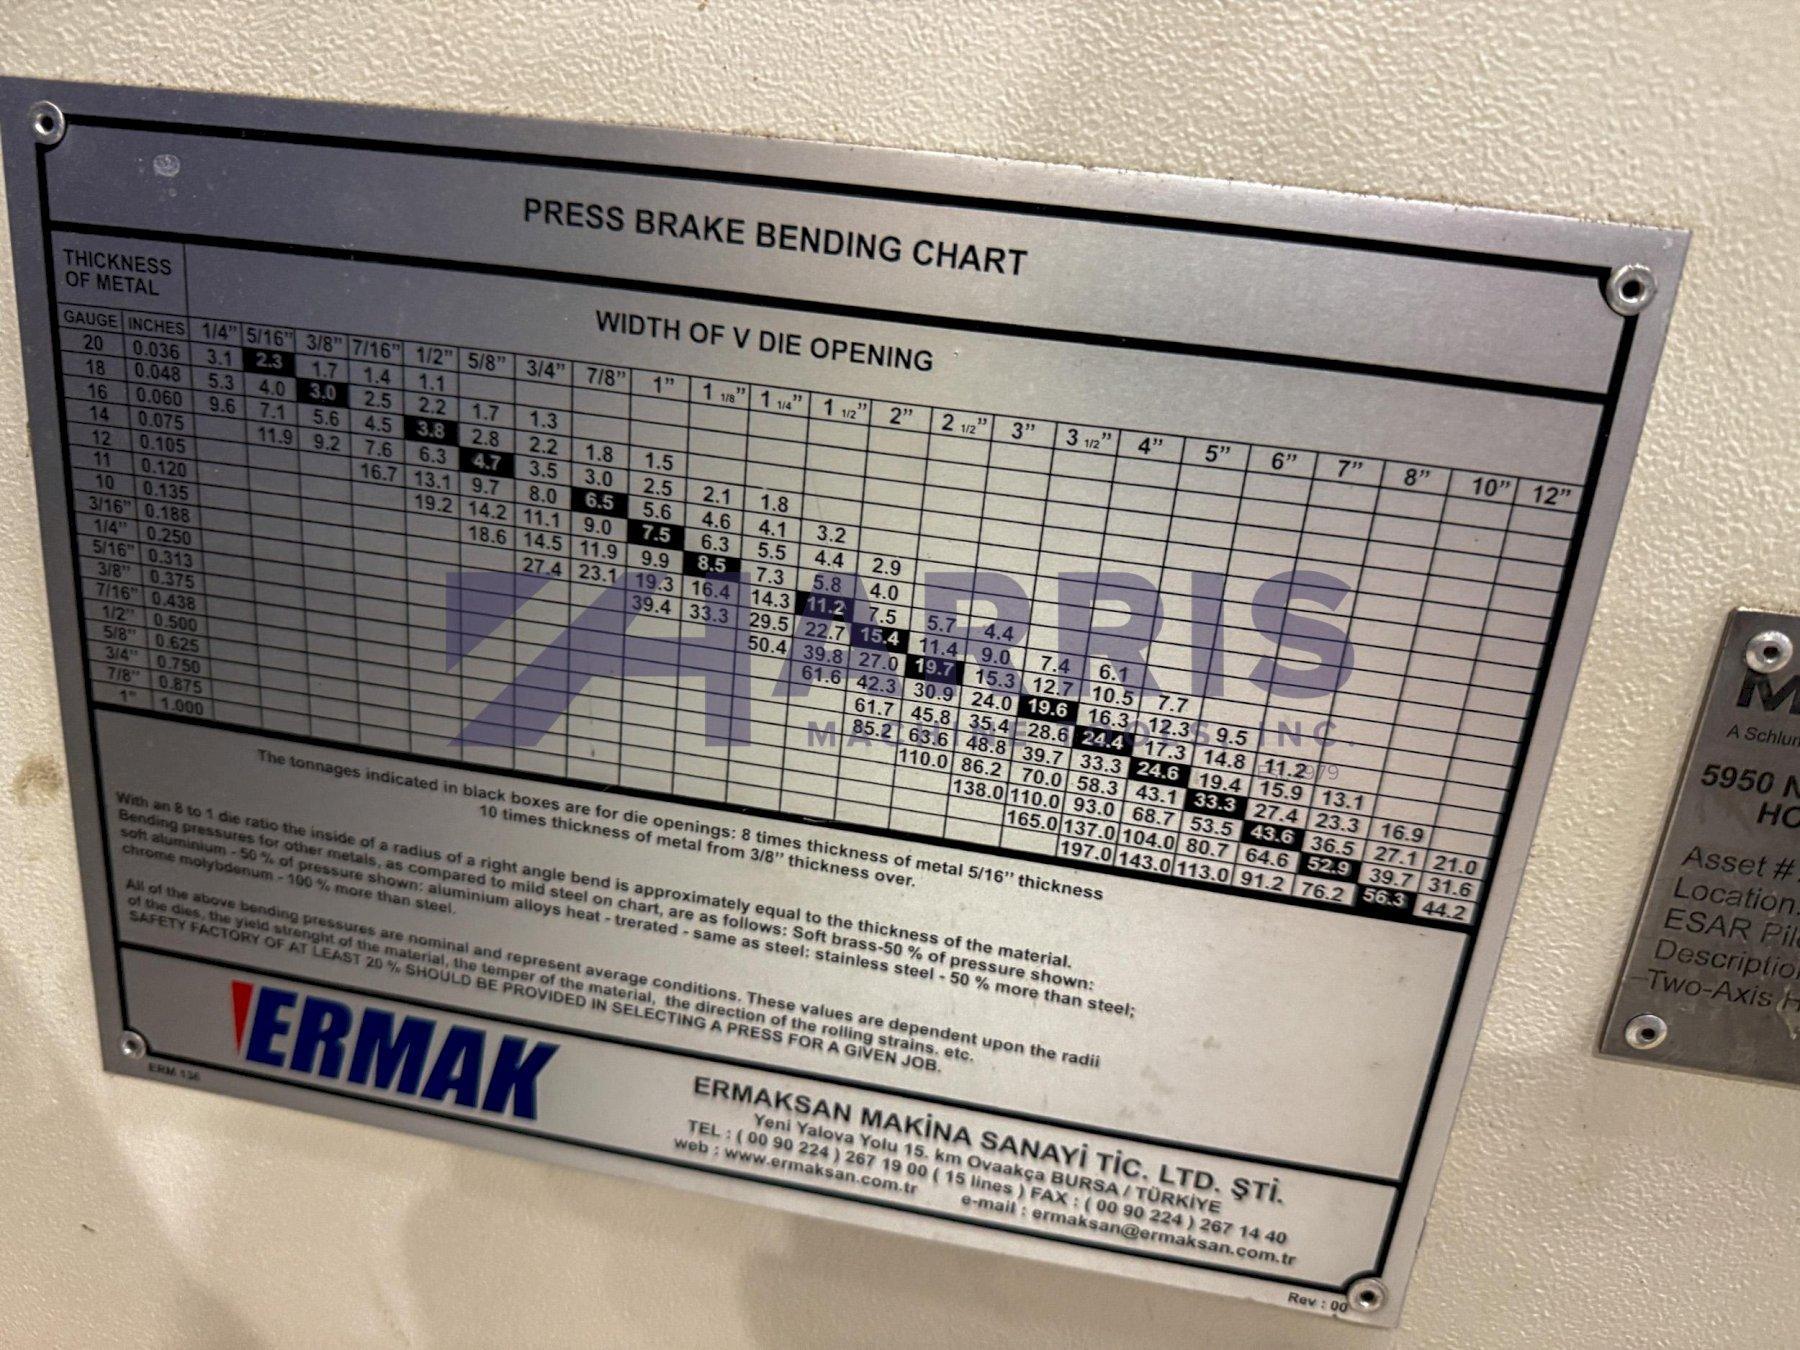 PRESS BRAKE BENDING CHART
THICKNESS
OF METAL
WIDTH OF V DIE OPENING
GAUGE INCHES 1/4” 5/16” 3/8” 7/16” 1/2” 5/8” 3/4” 7/8” 1” 1 1/8” 1 1/4” 1 1/2” 2” 2 1/2” 3” 3 1/2” 4” 5” 6” 7” 8” 10” 12”
20 0.036 3.1 2.3 1.7 1.4 1.1
18 0.048 5.3 4.0 3.0 2.5 2.2 1.7 1.3
16 0.060 9.6 7.1 5.6 4.5 3.8 2.8 2.2 1.8 1.5
14 0.075 11.9 9.2 7.6 6.3 4.7 3.5 3.0 2.5 2.1 1.8
12 0.105 16.7 13.1 9.7 8.0 6.5 5.6 4.6 4.1 3.2
11 0.120 19.2 14.2 11.1 9.0 7.5 6.3 5.5 4.4 2.9
10 0.135 18.6 14.5 11.9 9.9 8.5 7.3 5.8 4.0
3/16” 0.188 27.4 23.1 19.3 16.4 14.3 11.2 7.5 5.7 4.4
1/4” 0.250 39.4 33.3 29.5 22.7 15.4 11.4 9.0 7.4 6.1
5/16” 0.313 50.4 39.8 27.0 19.7 15.3 12.7 10.5 7.7
3/8” 0.375 61.6 42.3 30.9 24.0 19.6 16.3 12.3 9.5
7/16” 0.438 61.7 45.8 35.4 28.6 24.4 17.3 14.8 11.2
1/2” 0.500 85.2 63.6 48.8 39.7 33.3 24.6 19.4 15.9 13.1
5/8” 0.625 110.0 86.2 70.0 58.3 43.1 33.3 27.4 23.3 16.9
3/4” 0.750 138.0 110.0 93.0 68.7 53.5 43.6 36.5 27.1 21.0
7/8” 0.875 165.0 137.0 104.0 80.7 64.6 52.9 39.7 31.6
1” 1.000 197.0 143.0 113.0 91.2 76.2 56.3 44.2
The tonnages indicated in black boxes are for die openings: 8 times thickness of metal 5/16” thickness
10 times thickness of metal from 3/8” thickness over.
With an 8 to 1 die ratio the inside of a radius of a right angle bend is approximately equal to the thickness of the material.
Bending pressures for other metals, as compared to mild steel on chart, are as follows: Soft brass-50 % of pressure shown:
soft aluminium - 50 % of pressure shown: aluminium alloys heat - trerated - same as steel: stainless steel - 50 % more than steel;
chrome molybdenum - 100 % more than steel.
All of the above bending pressures are nominal and represent average conditions. These values are dependent upon the radii
of the dies, the yield strenght of the material, the temper of the material, the direction of the rolling strains. etc.
SAFETY FACTORY OF AT LEAST 20 % SHOULD BE PROVIDED IN SELECTING A PRESS FOR A GIVEN JOB.
ERMAK
ERMAKSAN MAKİNA SANAYİ TİC. LTD. ŞTİ.
Yeni Yalova Yolu 15. km Ovaakça BURSA / TÜRKİYE
TEL : ( 00 90 224 ) 267 19 00 ( 15 lines ) FAX : ( 00 90 224 ) 267 14 40
web : www.ermaksan.com.tr e-mail : ermaksan@ermaksan.com.tr
ERM 136
Rev : 00
HARRIS
MACHINE TOOLS, INC.
A Schlum
5950 N
HO
Asset #
Location
ESAR Pil
Descriptio
Two-Axis H